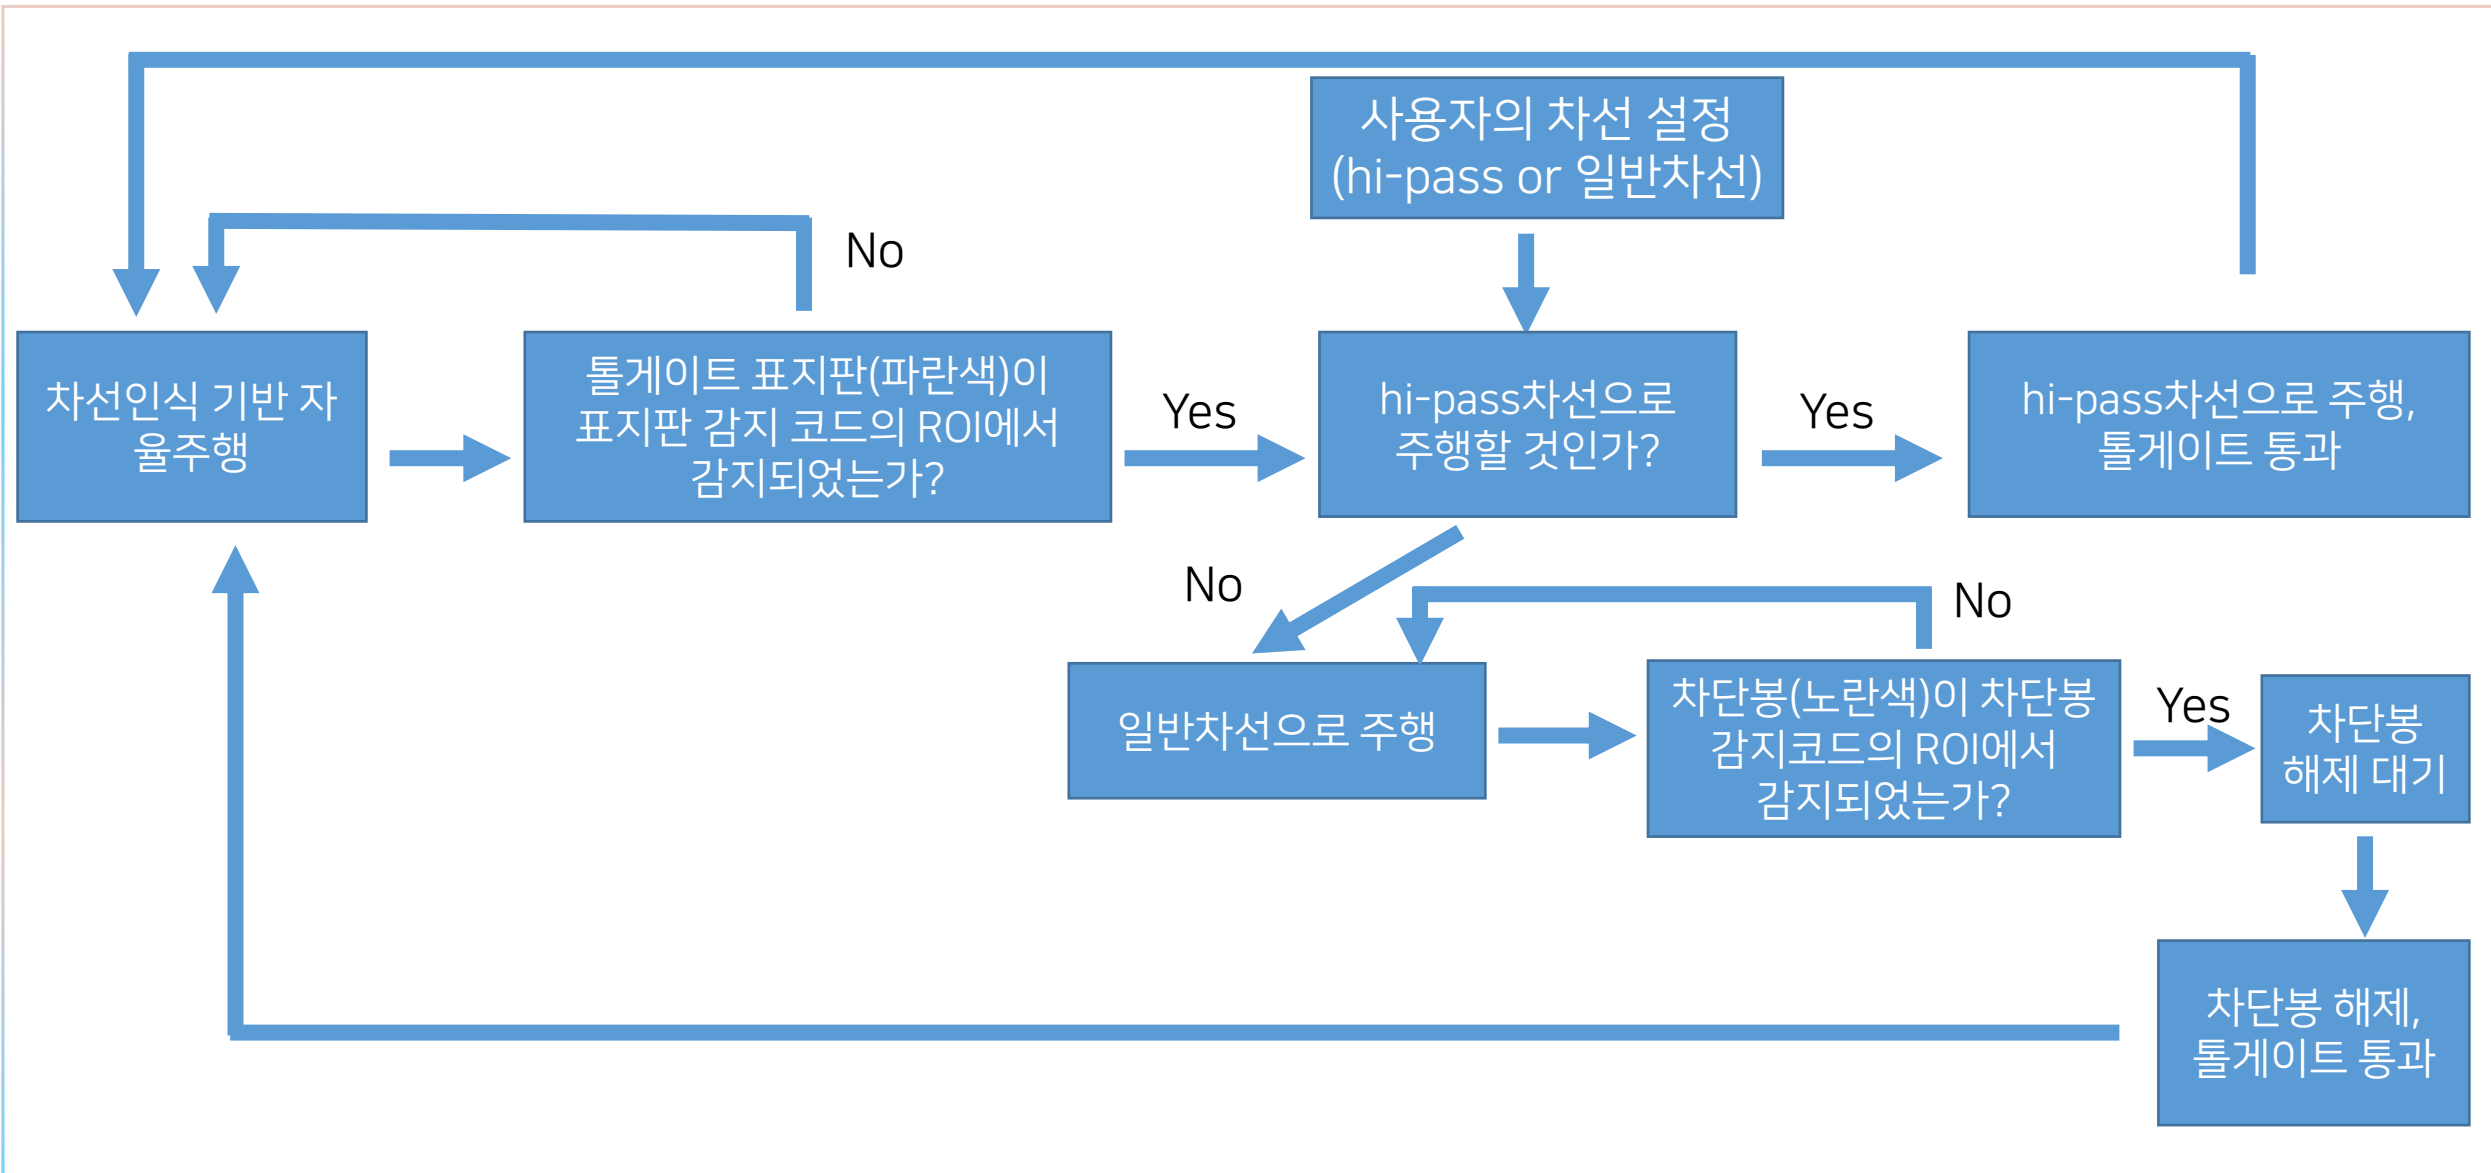 사용자의 차선 설정
(hi-pass or 일반차선)
No
차선인식 기반 자
율주행
톨게이트 표지판(파란색)이
표지판 감지 코드의 ROI에서
감지되었는가?
Yes
hi-pass차선으로
주행할 것인가?
Yes
hi-pass차선으로 주행,
톨게이트 통과
No
No
일반차선으로 주행
차단봉(노란색)이 차단봉
감지코드의 ROI에서
감지되었는가?
Yes
차단봉
해제 대기
차단봉 해제,
톨게이트 통과